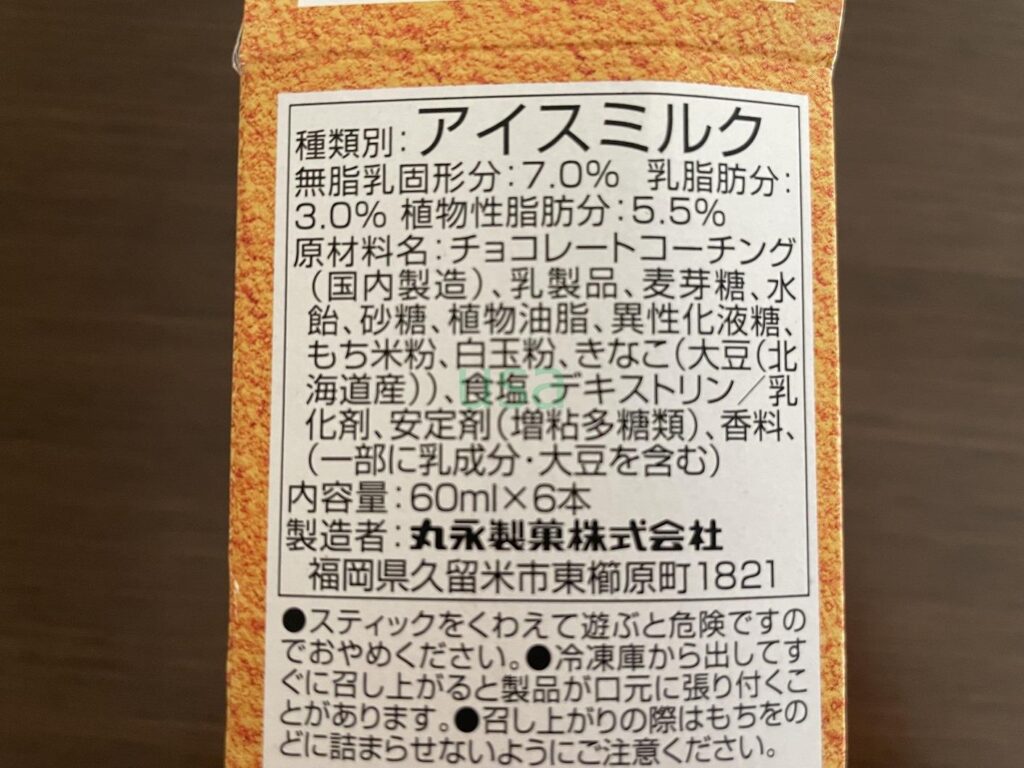 種類別:アイスミルク
無脂乳固形分:7.0% 乳脂肪分:
3.0% 植物性脂肪分:5.5%
原材料名:チョコレートコーチング
(国内製造)、乳製品、麦芽糖、水
飴、砂糖、植物油脂、異性化液糖、
もち米粉、白玉粉、きなこ(大豆(北
海道産))、食塩、デキストリン/乳
化剤、安定剤(増粘多糖類)、香料、
(一部に乳成分・大豆を含む)
usa
内容量:60ml×6本
製造者:丸永製菓株式会社
福岡県久留米市東櫛原町1821
●スティックをくわえて遊ぶと危険ですの
でおやめください。●冷凍庫から出してす
ぐに召し上がると製品が口元に張り付くこ
とがあります。●召し上がりの際はもちをの
どに詰まらせないようにご注意ください。